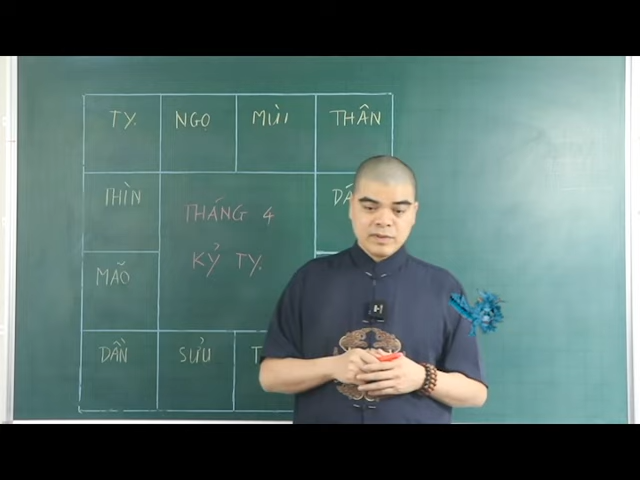 TỴ. NGỌ MÙI THÂN
THÌN
THÁNG 4
KỶ TỴ.
MÃO
DẦN SỬU